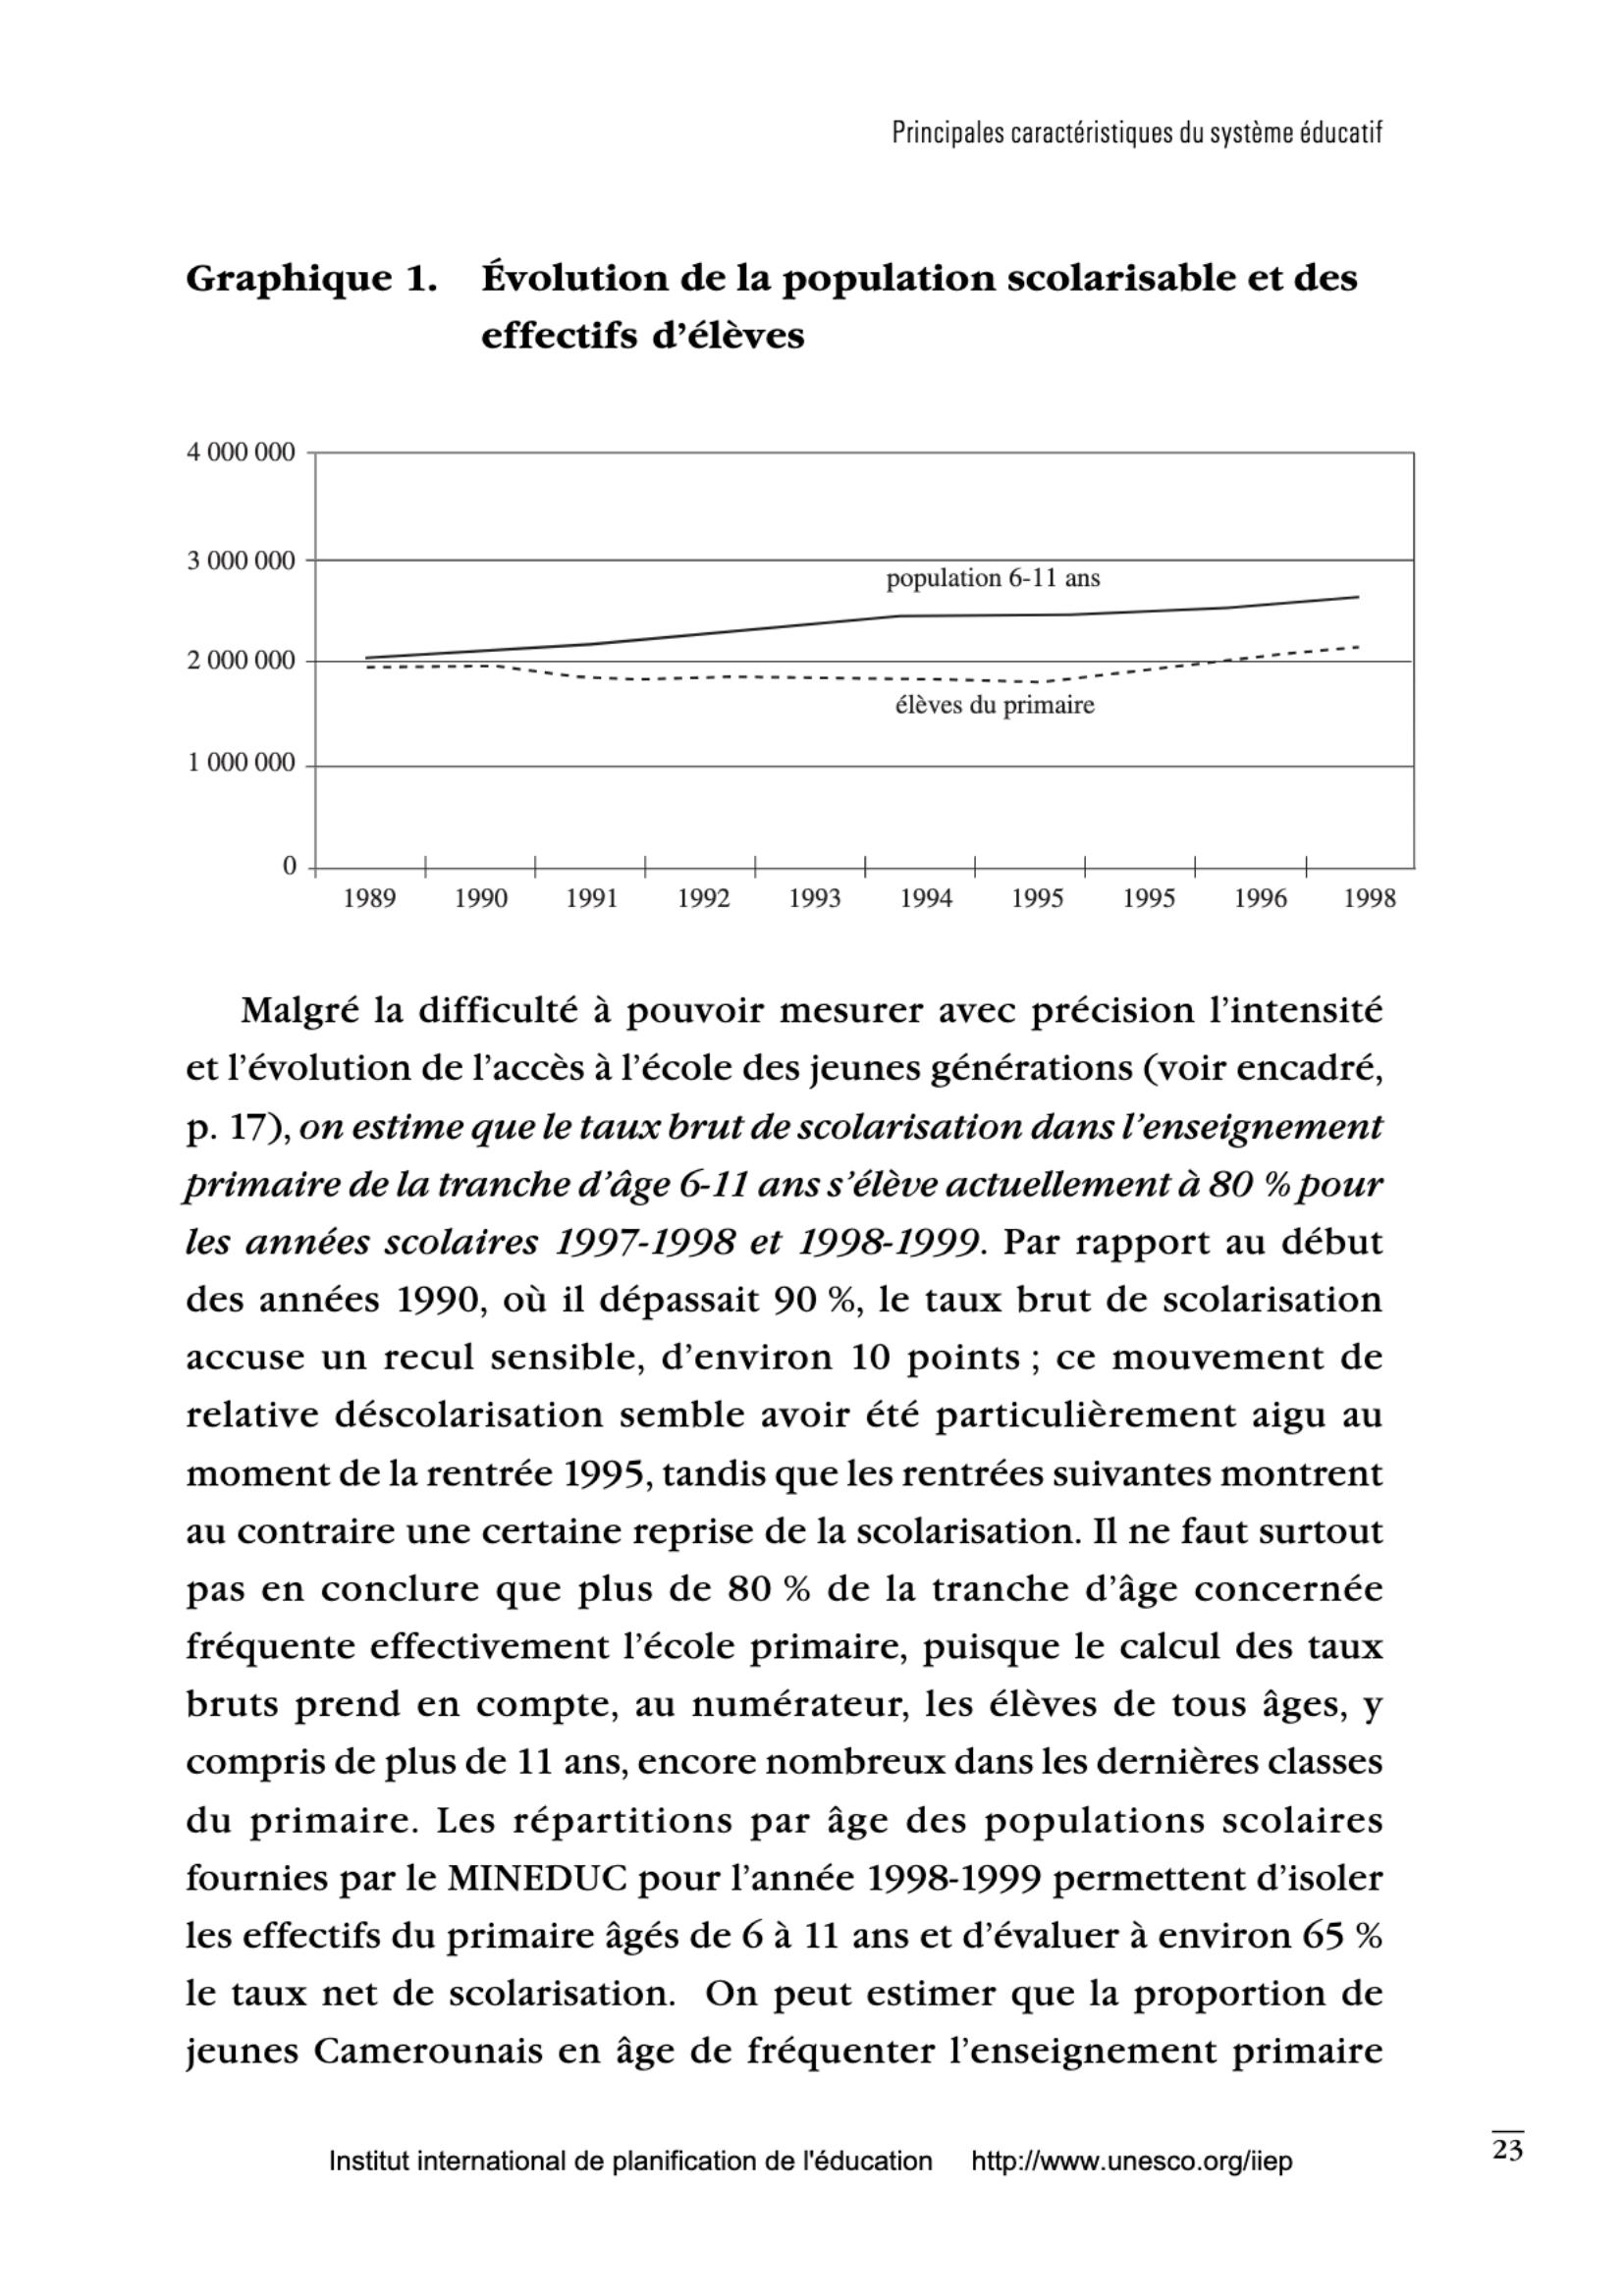 Principales caractéristiques du système éducatif
Graphique 1. Évolution de la population scolarisable et des
effectifs d'élèves
4 000 000
3 000 000
population 6-11 ans
2 000 000
élèves du primaire
1 000 000
0
1989 1990 1991 1992 1993 1994 1995 1995 1996 1998
Malgré la difficulté à pouvoir mesurer avec précision l'intensité
et l'évolution de l'accès à l'école des jeunes générations (voir encadré,
p. 17), on estime que le taux brut de scolarisation dans l'enseignement
primaire de la tranche d'âge 6-11 ans s'élève actuellement à 80 % pour
les années scolaires 1997-1998 et 1998-1999. Par rapport au début
des années 1990, où il dépassait 90 %, le taux brut de scolarisation
accuse un recul sensible, d'environ 10 points ; ce mouvement de
relative déscolarisation semble avoir été particulièrement aigu au
moment de la rentrée 1995, tandis que les rentrées suivantes montrent
au contraire une certaine reprise de la scolarisation. Il ne faut surtout
pas en conclure que plus de 80 % de la tranche d'âge concernée
fréquente effectivement l'école primaire, puisque le calcul des taux
bruts prend en compte, au numérateur, les élèves de tous âges, y
compris de plus de 11 ans, encore nombreux dans les dernières classes
du primaire. Les répartitions par âge des populations scolaires
fournies par le MINEDUC pour l'année 1998-1999 permettent d'isoler
les effectifs du primaire âgés de 6 à 11 ans et d'évaluer à environ 65 %
le taux net de scolarisation. On peut estimer que la proportion de
jeunes Camerounais en âge de fréquenter l'enseignement primaire
23
Institut international de planification de l'éducation http://www.unesco.org/iiep